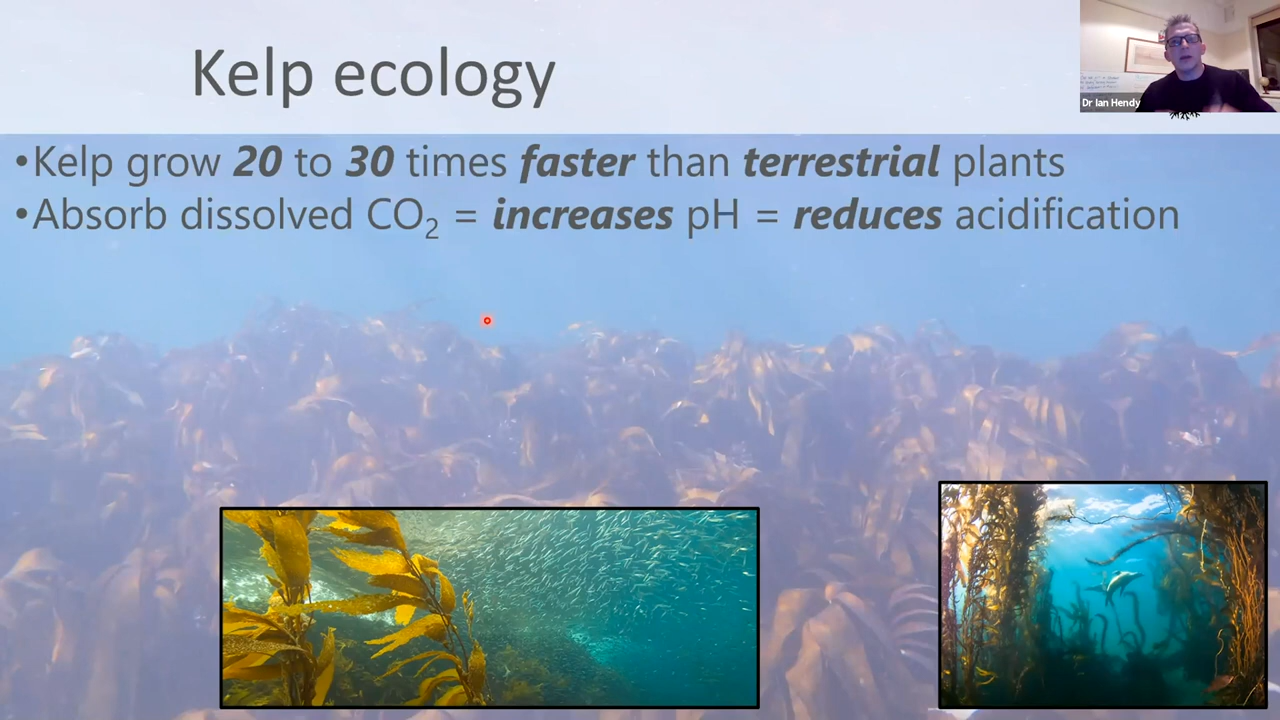 Kelp ecology
Dr Ian Hendy
•Kelp grow 20 to 30 times faster than terrestrial plants
•Absorb dissolved CO₂ = increases pH = reduces acidification